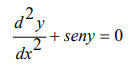 d²y/dx² + seny = 0